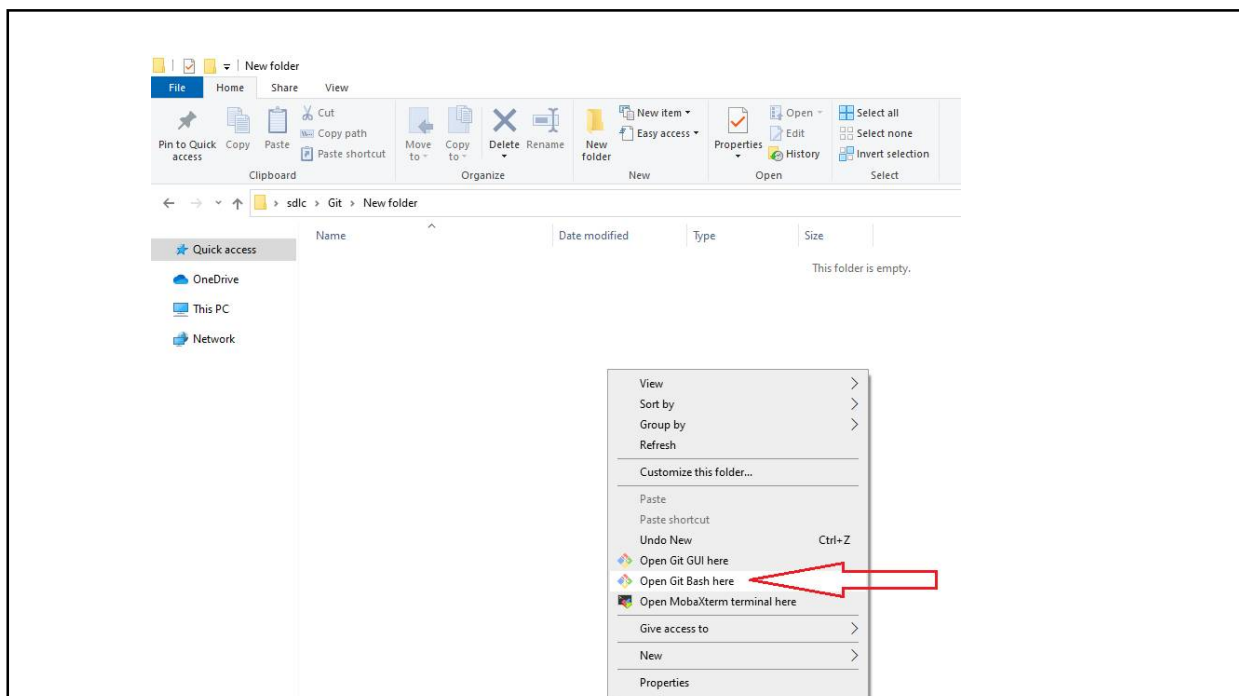 New folder
File Home Share View
Pin to Quick access
Copy
Paste
Cut
Copy path
Paste shortcut
Clipboard
Move to
Copy to
Delete
Rename
Organize
New folder
New item
Easy access
New
Properties
Open
Edit
History
Open
Select all
Select none
Invert selection
Select
sdlc > Git > New folder
Name Date modified Type Size
This folder is empty.
Quick access
OneDrive
This PC
Network
View
Sort by
Group by
Refresh
Customize this folder...
Paste
Paste shortcut
Undo New Ctrl+Z
Open Git GUI here
Open Git Bash here
Open MobaXterm terminal here
Give access to
New
Properties